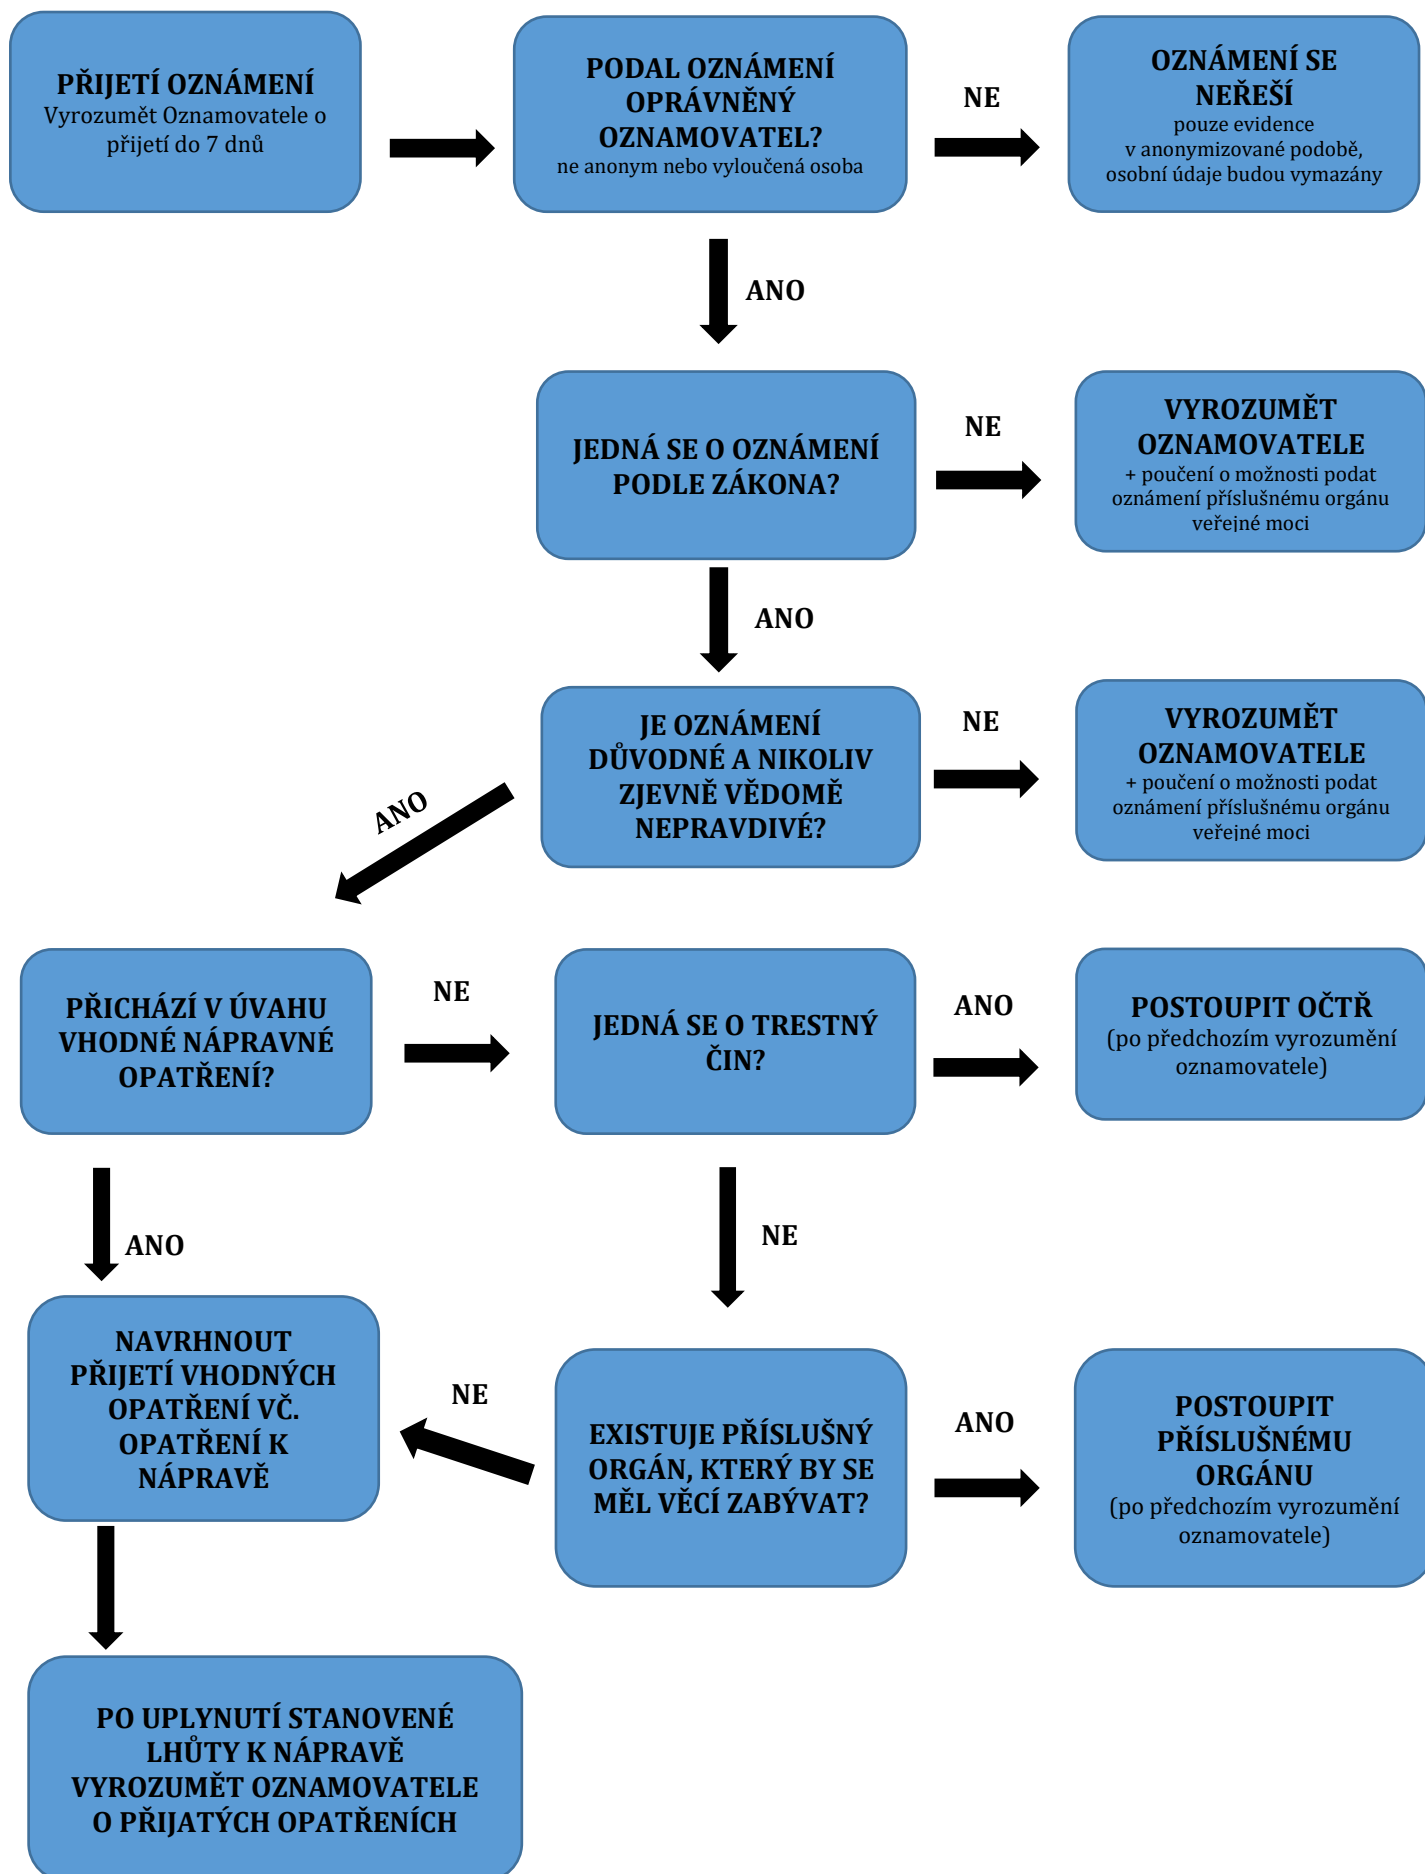 PŘIJETÍ OZNÁMENÍ
Vyrozumět Oznamovatele o
přijetí do 7 dnů
PODAL OZNÁMENÍ
OPRÁVNĚNÝ
OZNAMOVATEL?
ne anonym nebo vyloučená osoba
NE
OZNÁMENÍ SE
NEŘEŠÍ
pouze evidence
v anonymizované podobě,
osobní údaje budou vymazány
ANO
JEDNÁ SE O OZNÁMENÍ
PODLE ZÁKONA?
NE
VYROZUMĚT
OZNAMOVATELE
+ poučení o možnosti podat
oznámení příslušnému orgánu
veřejné moci
ANO
JE OZNÁMENÍ
DŮVODNÉ A NIKOLIV
ZJEVNĚ VĚDOMĚ
NEPRAVDIVÉ?
NE
VYROZUMĚT
OZNAMOVATELE
+ poučení o možnosti podat
oznámení příslušnému orgánu
veřejné moci
ANO
PŘICHÁZÍ V ÚVAHU
VHODNÉ NÁPRAVNÉ
OPATŘENÍ?
NE
JEDNÁ SE O TRESTNÝ
ČIN?
ANO
POSTOUPIT OČTŘ
(po předchozím vyrozumění
oznamovatele)
ANO
NE
NAVRHNOUT
PŘIJETÍ VHODNÝCH
OPATŘENÍ VČ.
OPATŘENÍ K
NÁPRAVĚ
NE
EXISTUJE PŘÍSLUŠNÝ
ORGÁN, KTERÝ BY SE
MĚL VĚCÍ ZABÝVAT?
ANO
POSTOUPIT
PŘÍSLUŠNÉMU
ORGÁNU
(po předchozím vyrozumění
oznamovatele)
PO UPLYNUTÍ STANOVENÉ
LHŮTY K NÁPRAVĚ
VYROZUMĚT OZNAMOVATELE
O PŘIJATÝCH OPATŘENÍCH